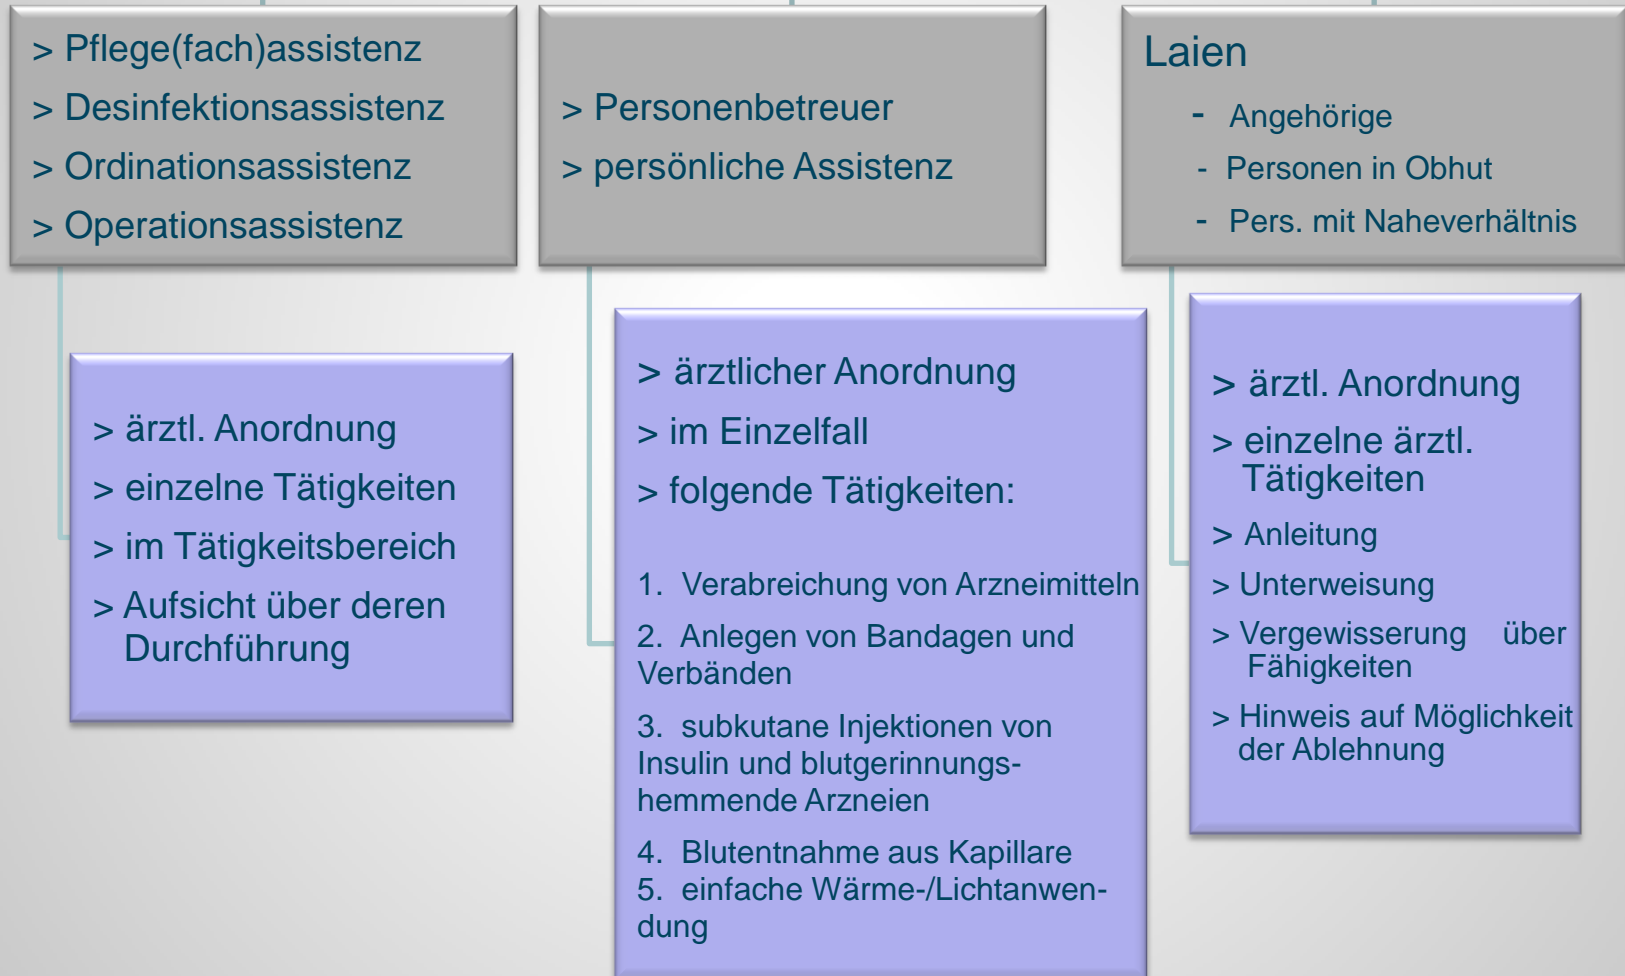 > Pflege(fach)assistenz
> Desinfektionsassistenz
> Ordinationsassistenz
> Operationsassistenz
> Personenbetreuer
> persönliche Assistenz
Laien
- Angehörige
- Personen in Obhut
- Pers. mit Naheverhältnis
> ärztl. Anordnung
> einzelne Tätigkeiten
> im Tätigkeitsbereich
> Aufsicht über deren
Durchführung
> ärztlicher Anordnung
> im Einzelfall
> folgende Tätigkeiten:
1. Verabreichung von Arzneimitteln
2. Anlegen von Bandagen und
Verbänden
3. subkutane Injektionen von
Insulin und blutgerinnungs-
hemmende Arzneien
4. Blutentnahme aus Kapillare
5. einfache Wärme-/Lichtanwen-
dung
> ärztl. Anordnung
> einzelne ärztl.
Tätigkeiten
> Anleitung
> Unterweisung
> Vergewisserung über
Fähigkeiten
> Hinweis auf Möglichkeit
der Ablehnung